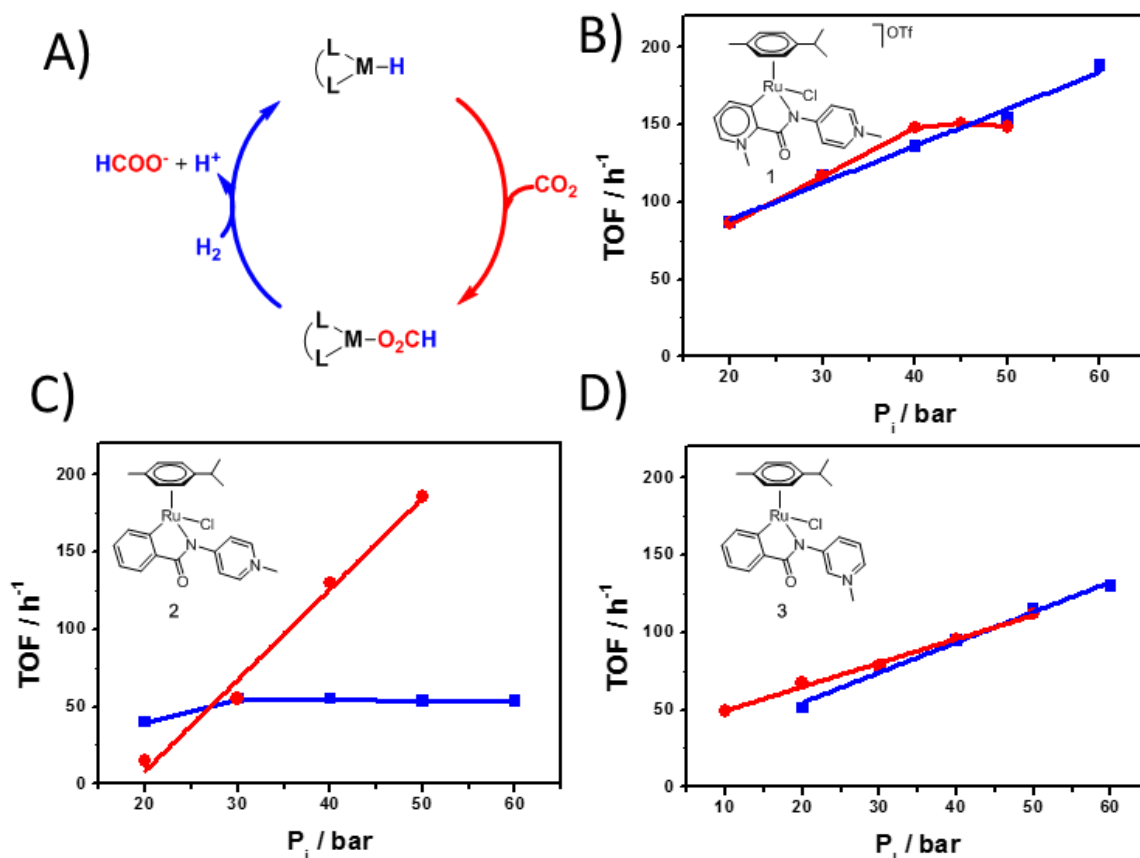 A)
L
M-H
L
HCOO⁻ + H⁺
CO₂
H₂
L
M-O₂CH
L
B)
TOF / h⁻¹
200
150
100
50
0
20 30 40 50 60
P_i / bar
OTf
Ru
Cl
N
N
N
O
1
C)
TOF / h⁻¹
200
150
100
50
0
20 30 40 50 60
P_i / bar
Ru
Cl
N
N
O
2
D)
TOF / h⁻¹
200
150
100
50
0
10 20 30 40 50 60
P_i / bar
Ru
Cl
N
O
N
3